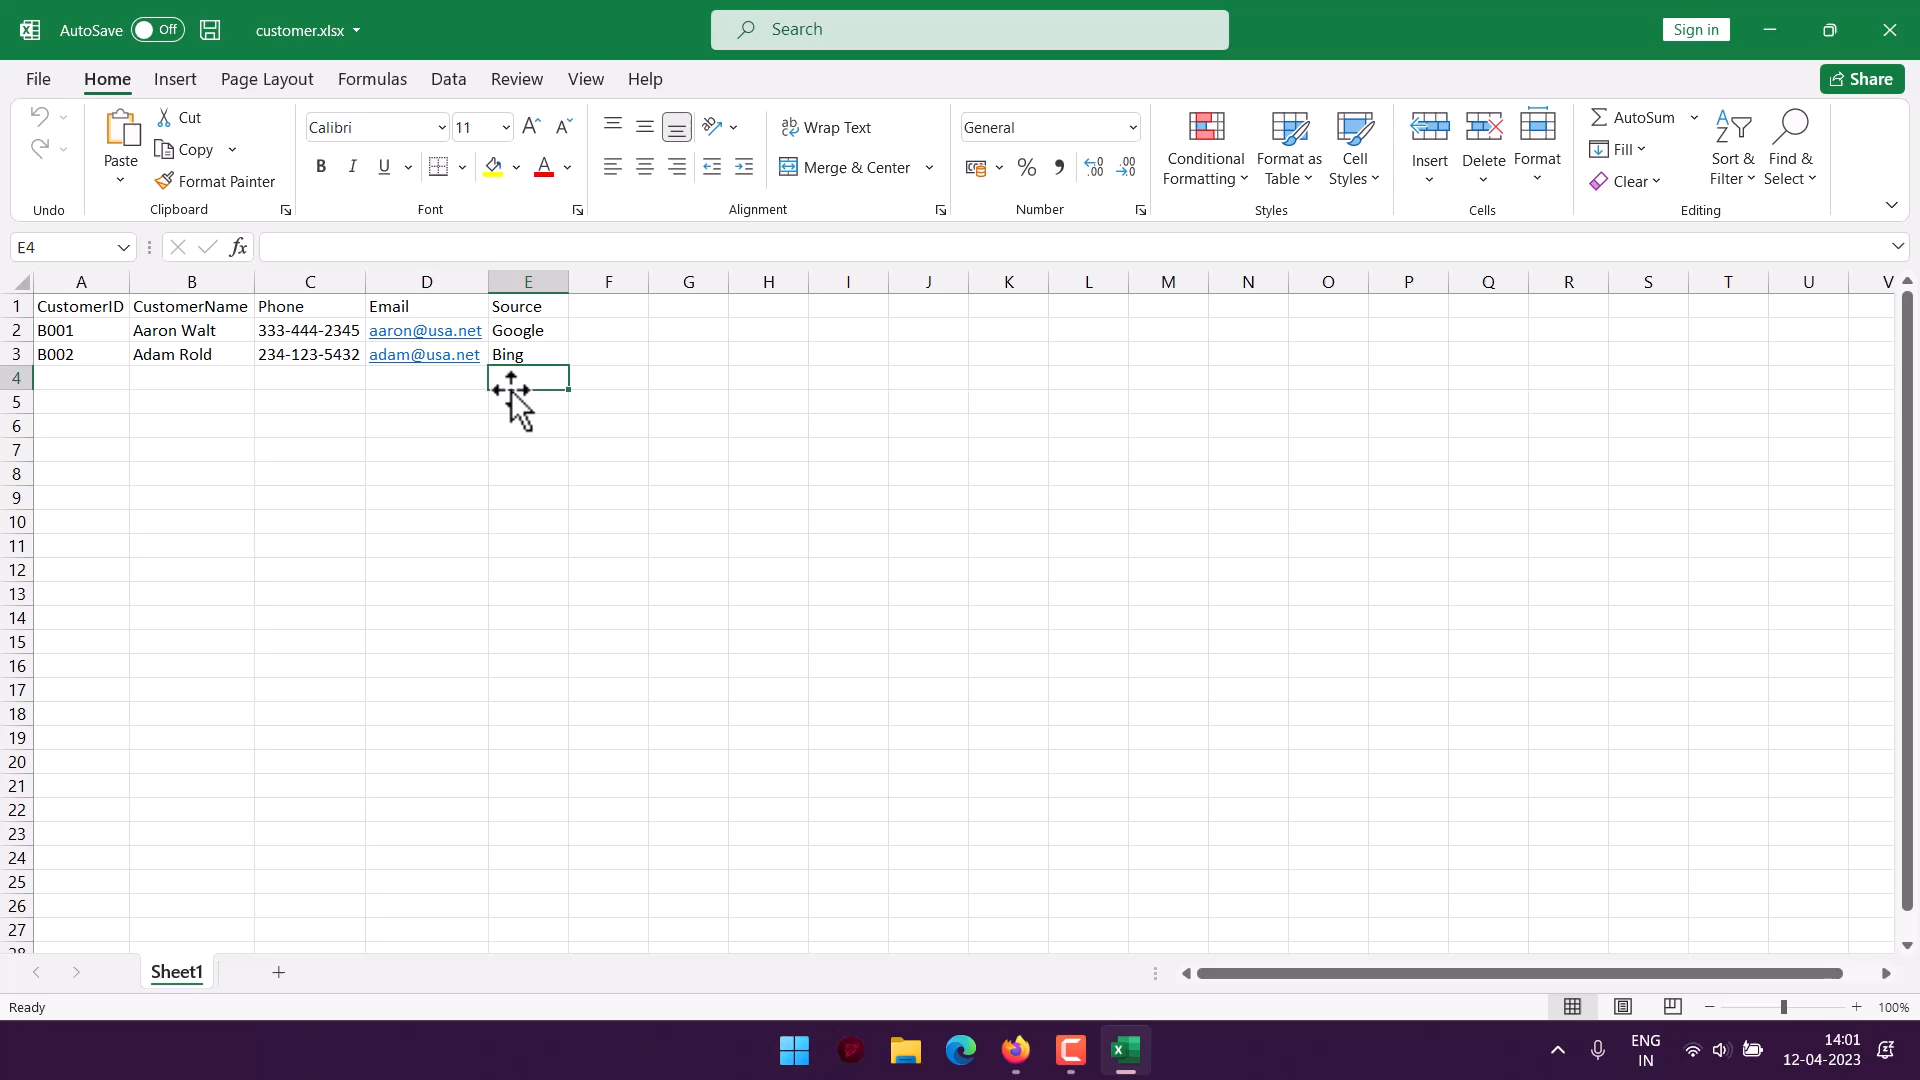 AutoSave Off customer.xlsx Search Sign in
File Home Insert Page Layout Formulas Data Review View Help Share
Cut Calibri 11 Wrap Text General AutoSum
Paste Copy Conditional Formatting Format as Table Cell Styles Insert Delete Format Fill Sort & Filter Find & Select
Format Painter B I U A Merge & Center % Clear
Undo Clipboard Font Alignment Number Styles Cells Editing
E4 fx
A B C D E F G H I J K L M N O P Q R S T U V
1 CustomerID CustomerName Phone Email Source
2 B001 Aaron Walt 333-444-2345 aaron@usa.net Google
3 B002 Adam Rold 234-123-5432 adam@usa.net Bing
4
5
6
7
8
9
10
11
12
13
14
15
16
17
18
19
20
21
22
23
24
25
26
27
28
Sheet1
Ready 100%
ENG 14:01
IN 12-04-2023